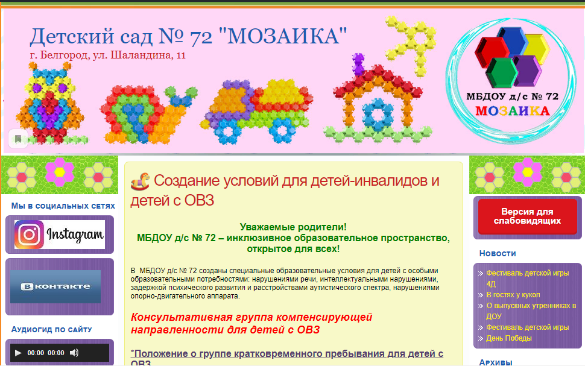 Детский сад № 72 "МОЗАИКА"
г. Белгород, ул. Шаландина, 11
МБДОУ д/с № 72
МОЗАИКА
Мы в социальных сетях
Instagram
ВКОНТАКТЕ
Аудиогид по сайту
00:00 00:00
Создание условий для детей-инвалидов и
детей с ОВЗ
Уважаемые родители!
МБДОУ д/с № 72 – инклюзивное образовательное пространство,
открытое для всех!
В МБДОУ д/с № 72 созданы специальные образовательные условия для детей с особыми
образовательными потребностями: нарушениями речи, интеллектуальными нарушениями,
задержкой психического развития и расстройствами аутистического спектра, нарушениями
опорно-двигательного аппарата.
Консультативная группа компенсирующей
направленности для детей с ОВЗ
"Положение о группе кратковременного пребывания для детей с
ОВЗ
Версия для
слабовидящих
Новости
Фестиваль детской игры
4Д
В гостях у кукол
О выпускных утренниках в
ДОУ
Фестиваль детской игры
День Победы
Архивы